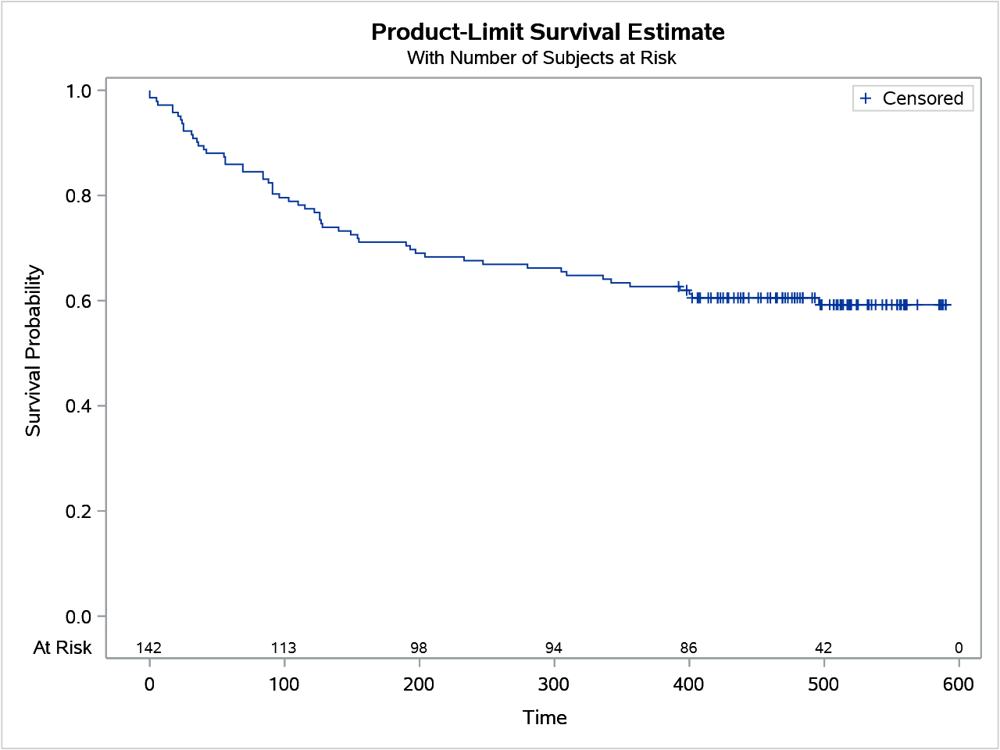 Product-Limit Survival Estimate
With Number of Subjects at Risk
+ Censored
1.0
0.8
0.6
0.4
0.2
0.0
Survival Probability
At Risk 142 113 98 94 86 42 0
0 100 200 300 400 500 600
Time